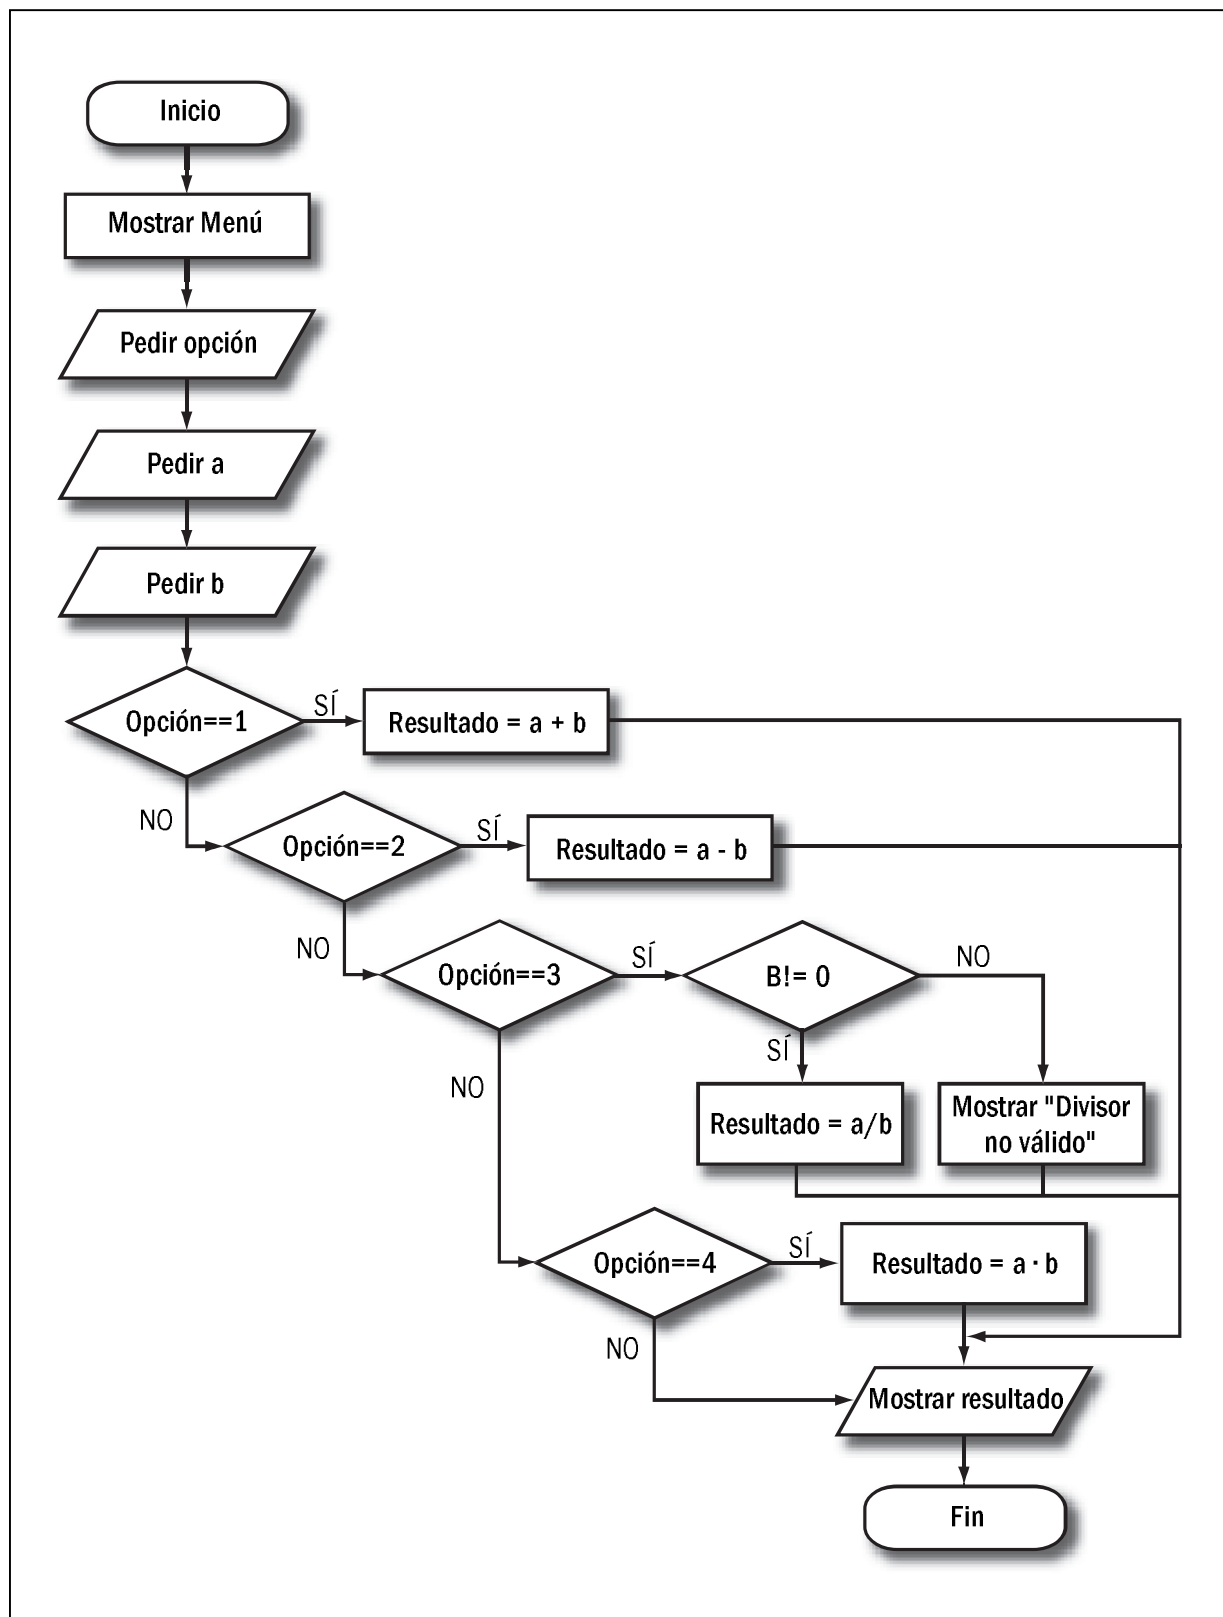 Inicio
Mostrar Menú
Pedir opción
Pedir a
Pedir b
Opción==1
SÍ
Resultado = a + b
NO
Opción==2
SÍ
Resultado = a - b
NO
Opción==3
SÍ
B!= 0
NO
SÍ
NO
Resultado = a/b
Mostrar "Divisor
no válido"
Opción==4
SÍ
Resultado = a · b
NO
Mostrar resultado
Fin